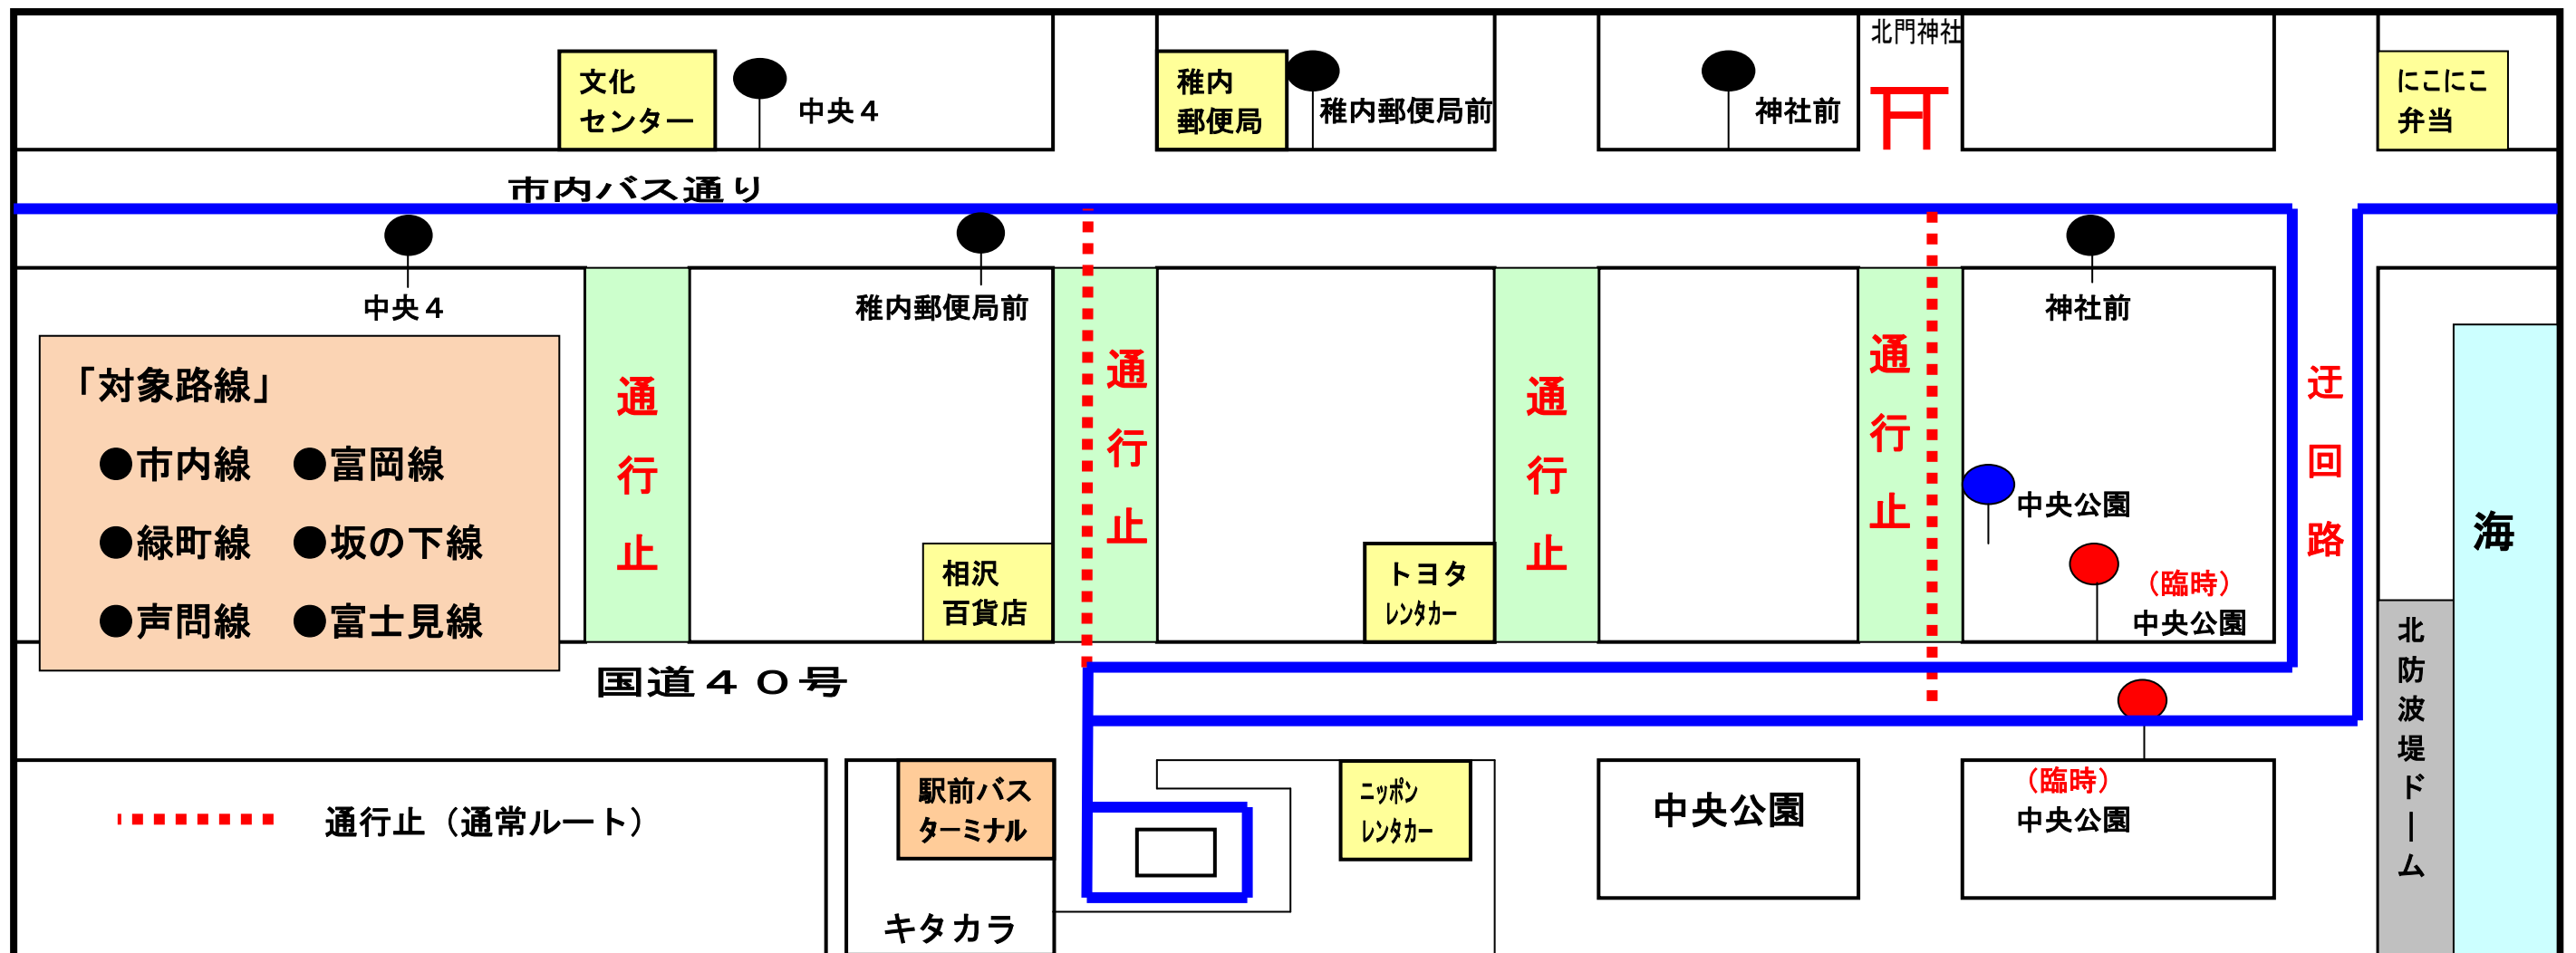 北門神社
文化
センター
中央４
稚内
郵便局
稚内郵便局前
神社前
にこにこ
弁当
市内バス通り
中央４
稚内郵便局前
神社前
「対象路線」
●市内線　●富岡線
●緑町線　●坂の下線
●声問線　●富士見線
通行止
通行止
通行止
通行止
迂回路
中央公園
（臨時）
中央公園
海
相沢
百貨店
トヨタ
レンタカー
国道４０号
北防波堤ドーム
駅前バス
ターミナル
ニッポン
レンタカー
中央公園
（臨時）
中央公園
通行止（通常ルート）
キタカラ